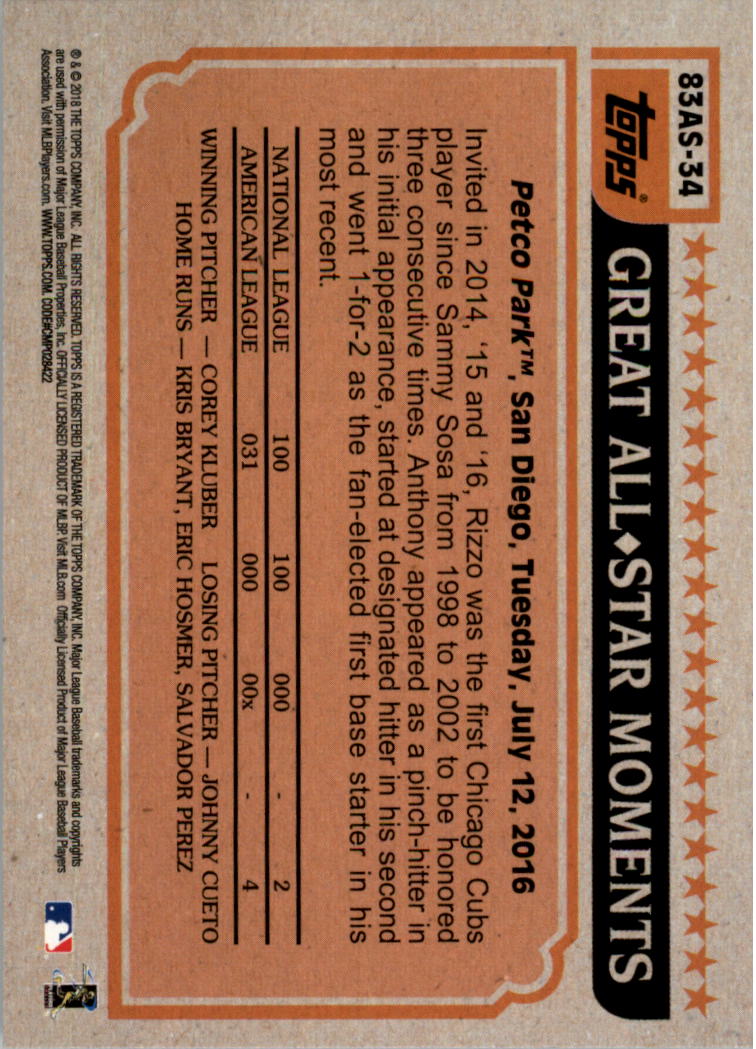 83AS-34
topps®
GREAT ALL♦STAR MOMENTS
Petco Park™, San Diego, Tuesday, July 12, 2016
Invited in 2014, '15 and '16, Rizzo was the first Chicago Cubs
player since Sammy Sosa from 1998 to 2002 to be honored
three consecutive times. Anthony appeared as a pinch-hitter in
his initial appearance, started at designated hitter in his second
and went 1-for-2 as the fan-elected first base starter in his
most recent.
NATIONAL LEAGUE 100 100 000 - 2
AMERICAN LEAGUE 031 000 00x - 4
WINNING PITCHER — COREY KLUBER LOSING PITCHER — JOHNNY CUETO
HOME RUNS — KRIS BRYANT, ERIC HOSMER, SALVADOR PEREZ
® & © 2018 THE TOPPS COMPANY, INC. ALL RIGHTS RESERVED. TOPPS IS A REGISTERED TRADEMARK OF THE TOPPS COMPANY, INC. Major League Baseball trademarks and copyrights
are used with permission of Major League Baseball Properties, Inc. OFFICIALLY LICENSED PRODUCT OF MLBP. Visit MLB.com Officially Licensed Product of Major League Baseball Players
Association. Visit MLBPlayers.com. WWW.TOPPS.COM. CODE#CMP028422